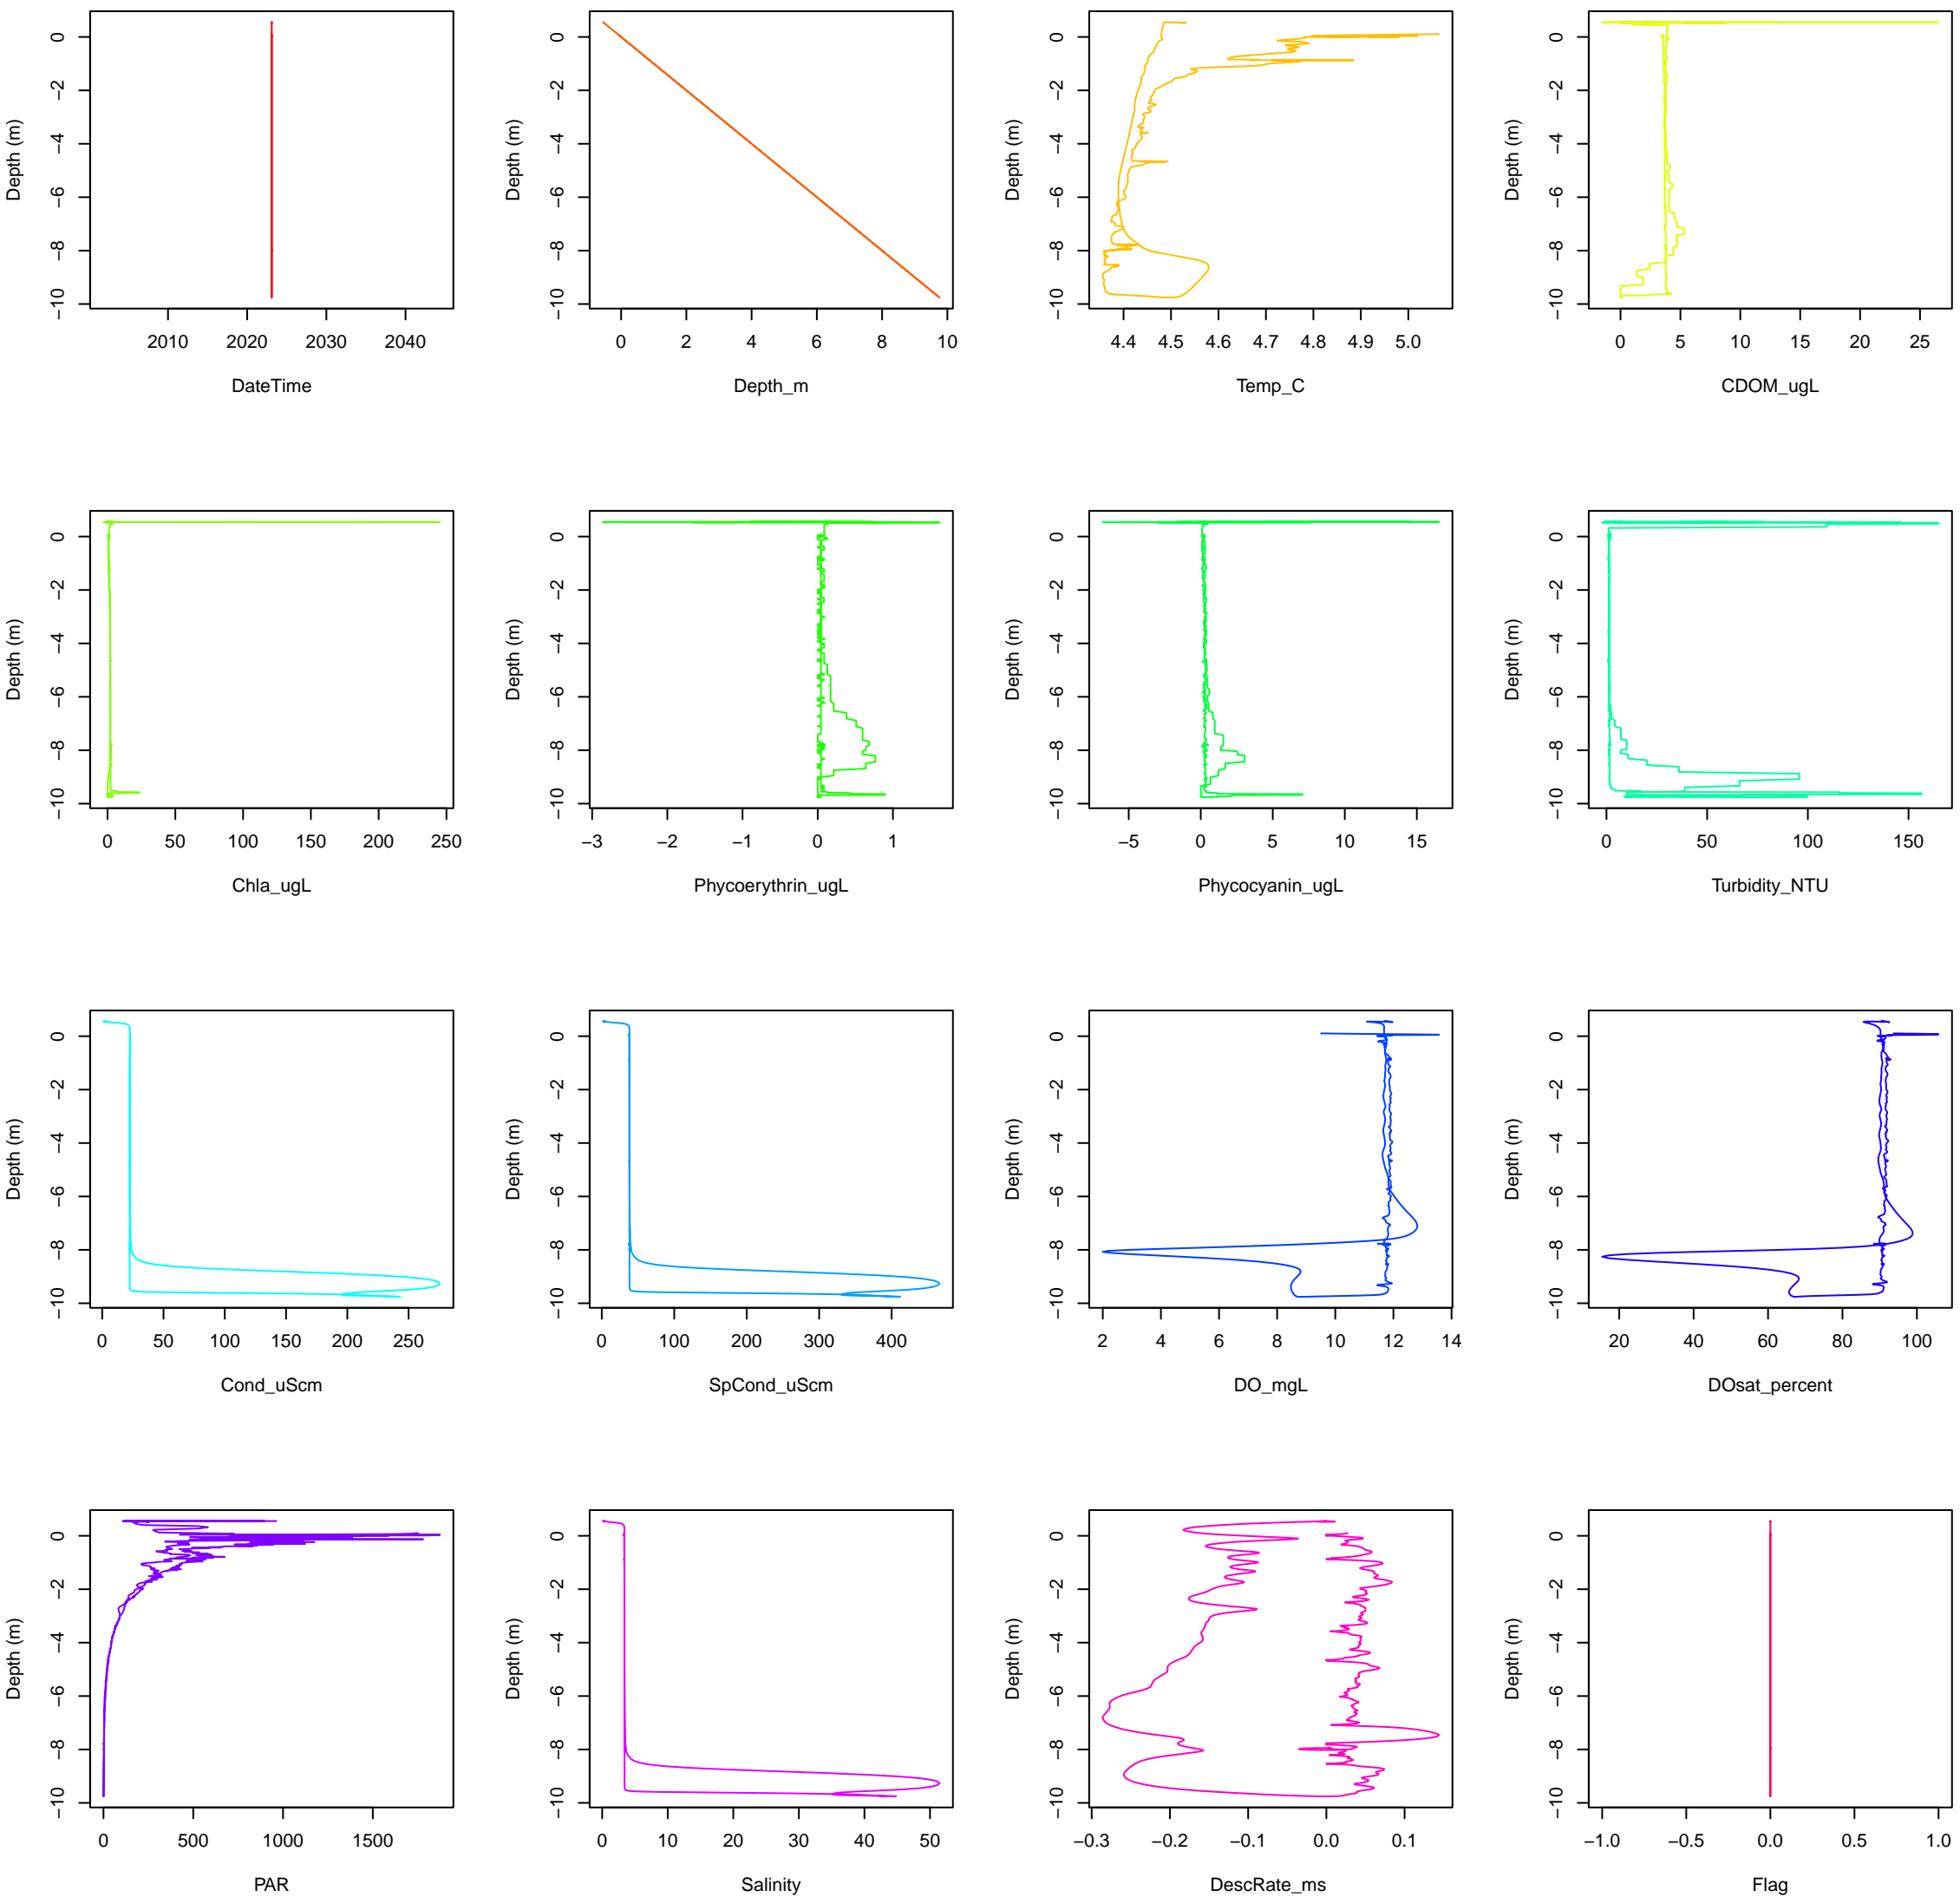 0 −2 −4 −6 −8 −10 Depth (m) 2010 2020 2030 2040 DateTime
0 −2 −4 −6 −8 −10 Depth (m) 0 2 4 6 8 10 Depth_m
0 −2 −4 −6 −8 −10 Depth (m) 4.4 4.5 4.6 4.7 4.8 4.9 5.0 Temp_C
0 −2 −4 −6 −8 −10 Depth (m) 0 5 10 15 20 25 CDOM_ugL
0 −2 −4 −6 −8 −10 Depth (m) 0 50 100 150 200 250 Chla_ugL
0 −2 −4 −6 −8 −10 Depth (m) −3 −2 −1 0 1 Phycoerythrin_ugL
0 −2 −4 −6 −8 −10 Depth (m) −5 0 5 10 15 Phycocyanin_ugL
0 −2 −4 −6 −8 −10 Depth (m) 0 50 100 150 Turbidity_NTU
0 −2 −4 −6 −8 −10 Depth (m) 0 50 100 150 200 250 Cond_uScm
0 −2 −4 −6 −8 −10 Depth (m) 0 100 200 300 400 SpCond_uScm
0 −2 −4 −6 −8 −10 Depth (m) 2 4 6 8 10 12 14 DO_mgL
0 −2 −4 −6 −8 −10 Depth (m) 20 40 60 80 100 DOsat_percent
0 −2 −4 −6 −8 −10 Depth (m) 0 500 1000 1500 PAR
0 −2 −4 −6 −8 −10 Depth (m) 0 10 20 30 40 50 Salinity
0 −2 −4 −6 −8 −10 Depth (m) −0.3 −0.2 −0.1 0.0 0.1 DescRate_ms
0 −2 −4 −6 −8 −10 Depth (m) −1.0 −0.5 0.0 0.5 1.0 Flag